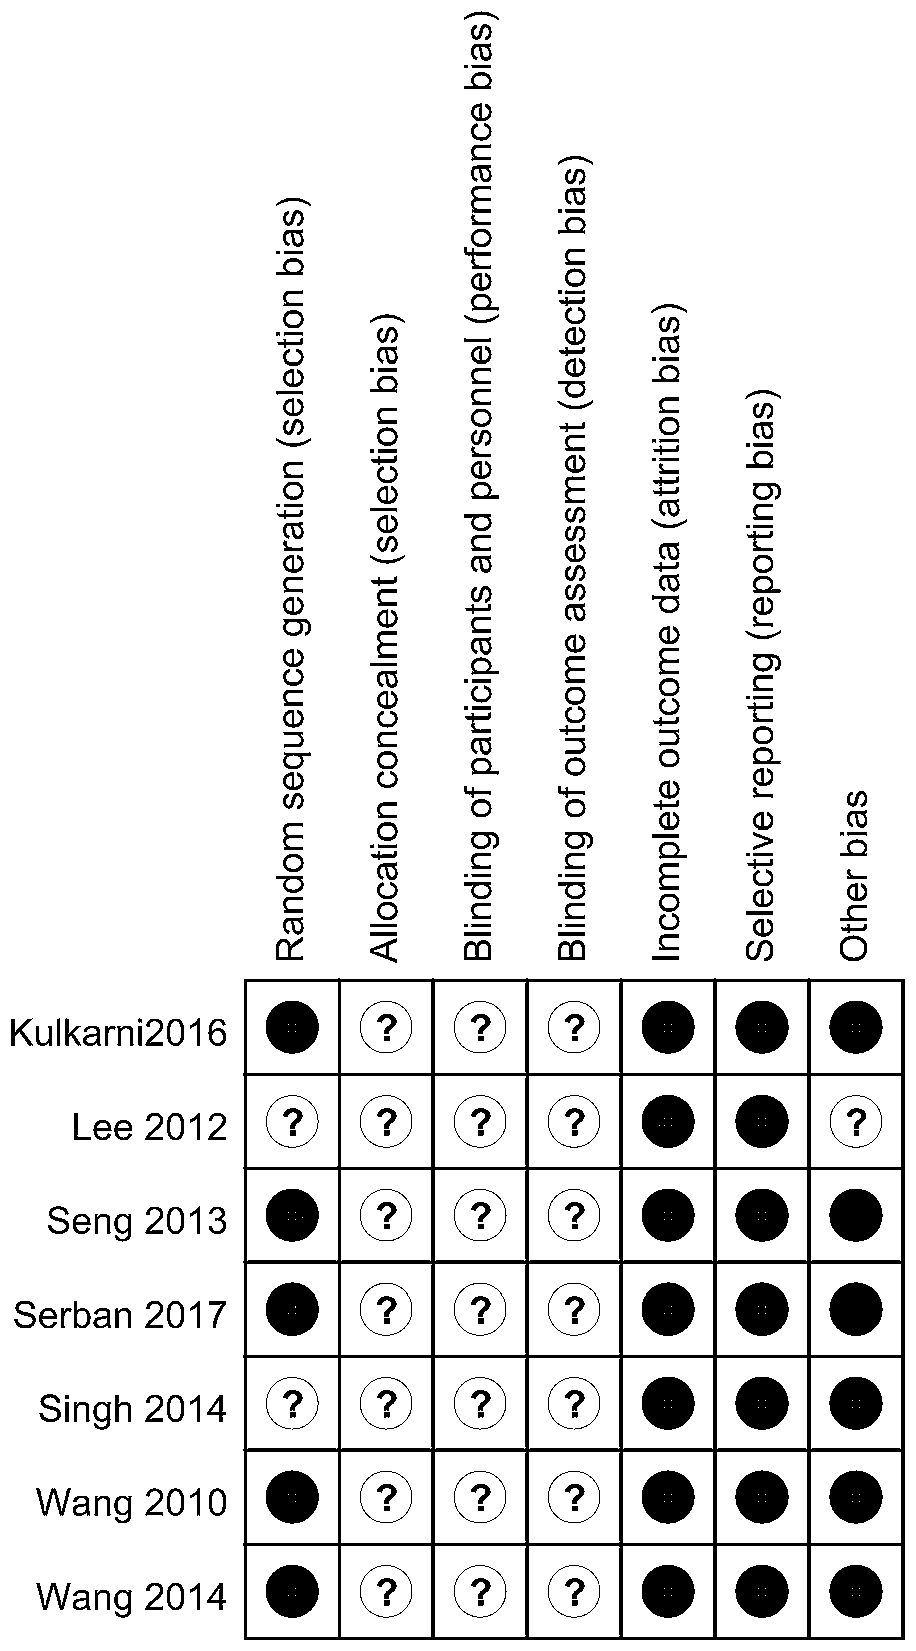 Random sequence generation (selection bias)
Allocation concealment (selection bias)
Blinding of participants and personnel (performance bias)
Blinding of outcome assessment (detection bias)
Incomplete outcome data (attrition bias)
Selective reporting (reporting bias)
Other bias
Kulkarni2016 ? ? ?
Lee 2012 ? ? ? ? ?
Seng 2013 ? ? ?
Serban 2017 ? ? ?
Singh 2014 ? ? ? ?
Wang 2010 ? ? ?
Wang 2014 ? ? ?